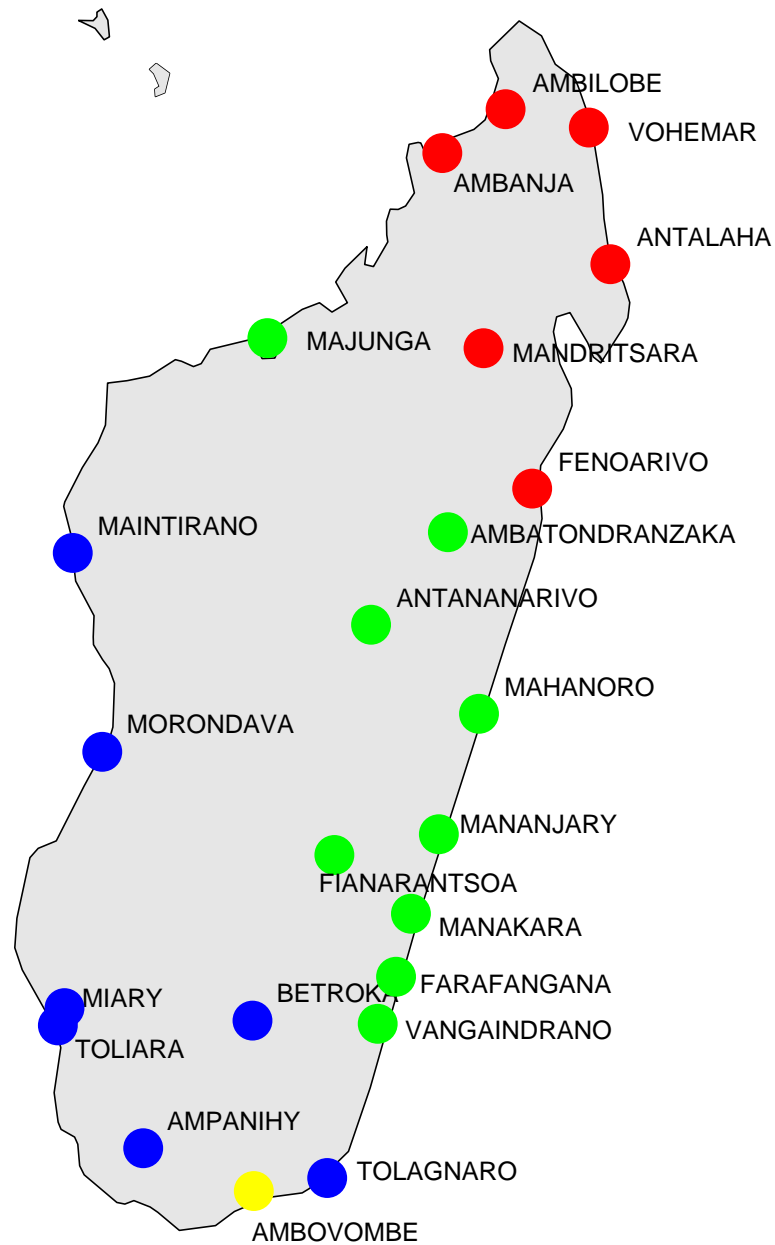 AMBILOBE
VOHEMAR
AMBANJA
ANTALAHA
MAJUNGA
MANDRITSARA
FENOARIVO
MAINTIRANO
AMBATONDRANZAKA
ANTANANARIVO
MAHANORO
MORONDAVA
MANANJARY
FIANARANTSOA
MANAKARA
FARAFANGANA
BETROKA
MIARY
VANGAINDRANO
TOLIARA
AMPANIHY
TOLAGNARO
AMBOVOMBE